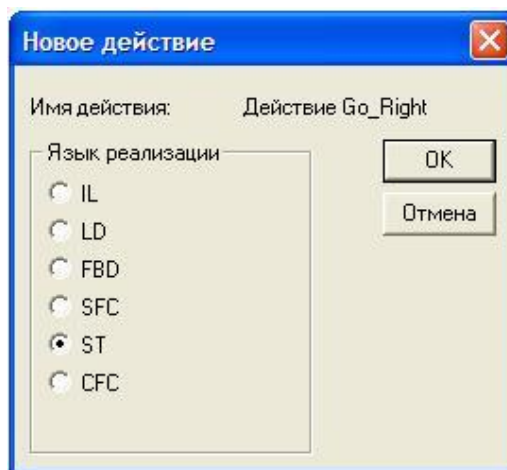 Новое действие
Имя действия: Действие Go_Right
Язык реализации
OK
IL
Отмена
LD
FBD
SFC
ST
CFC